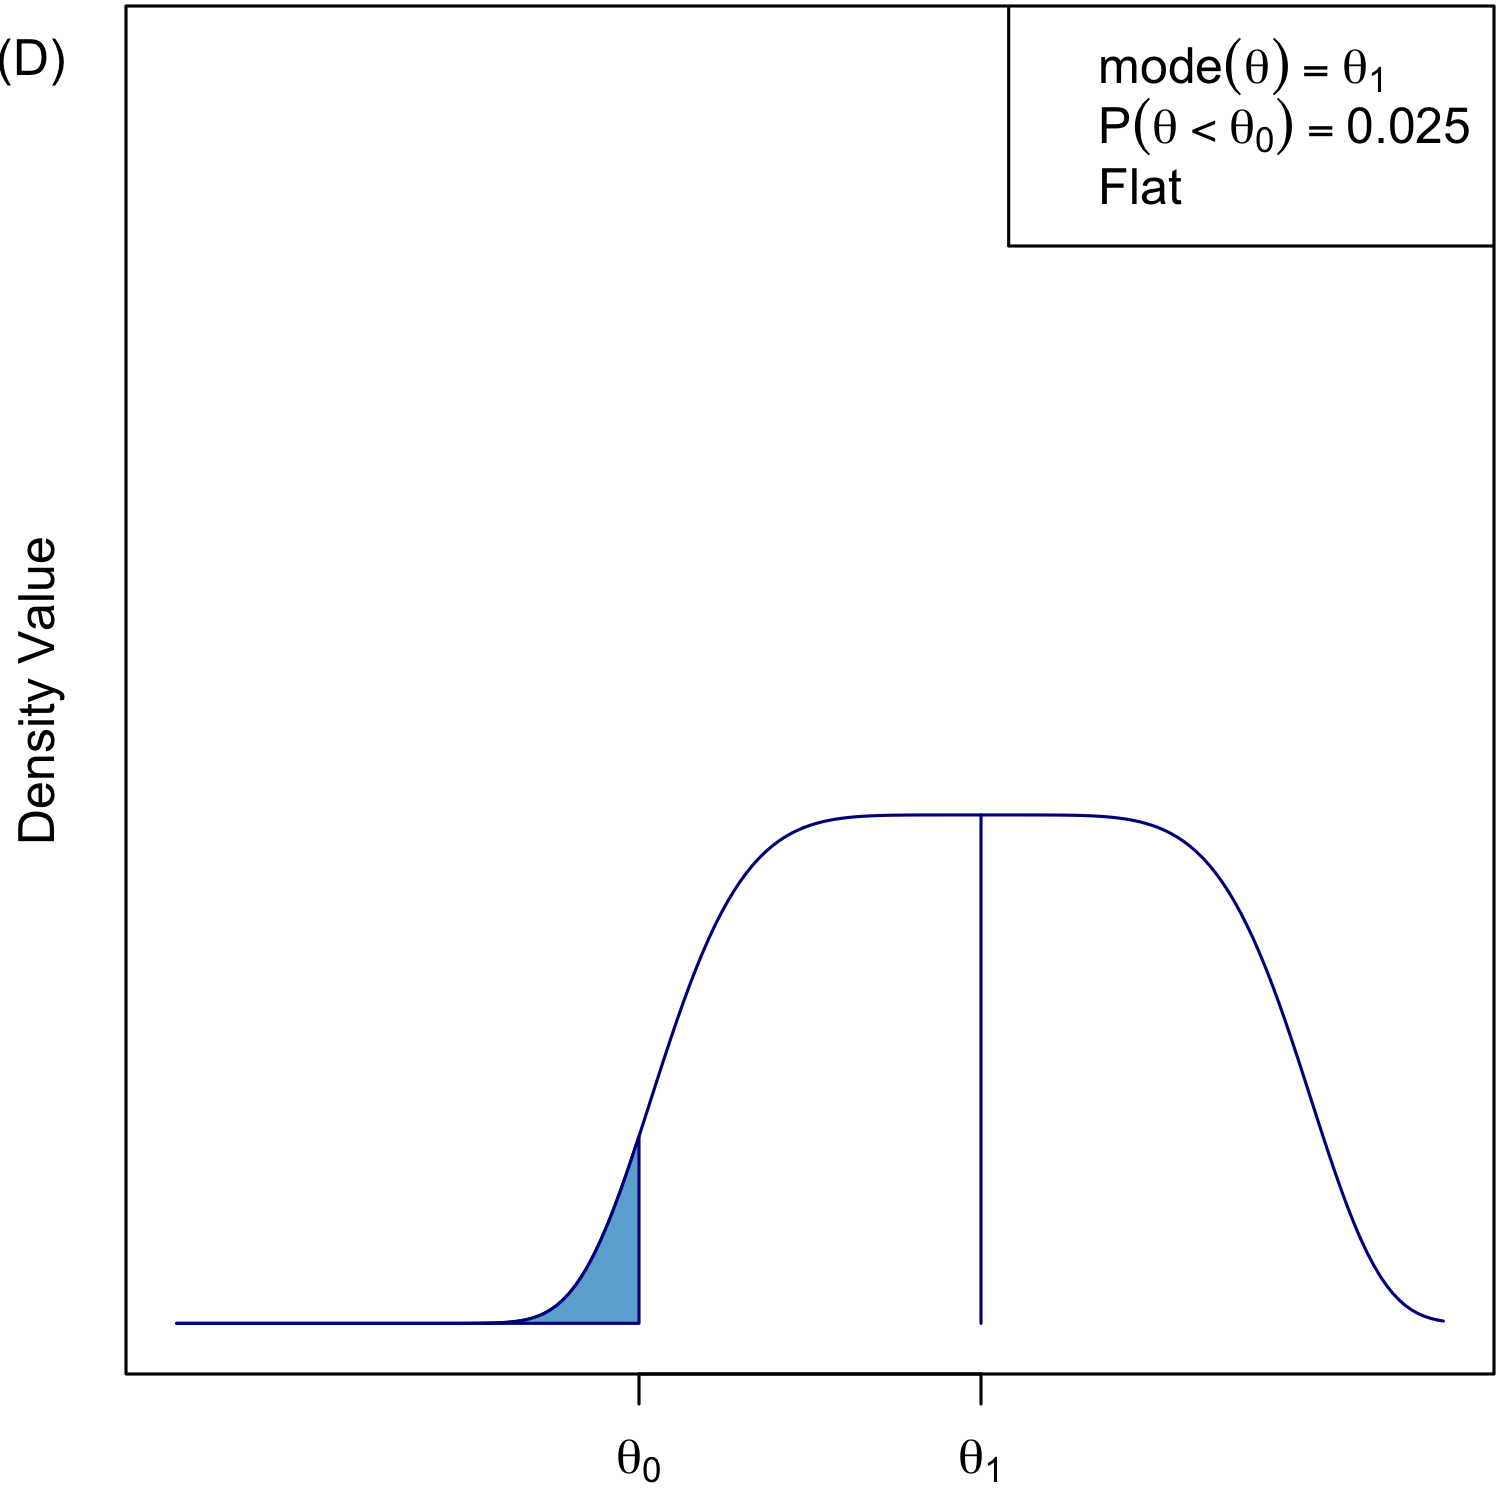 (D)
mode(θ) = θ₁
P(θ < θ₀) = 0.025
Flat
Density Value
θ₀
θ₁